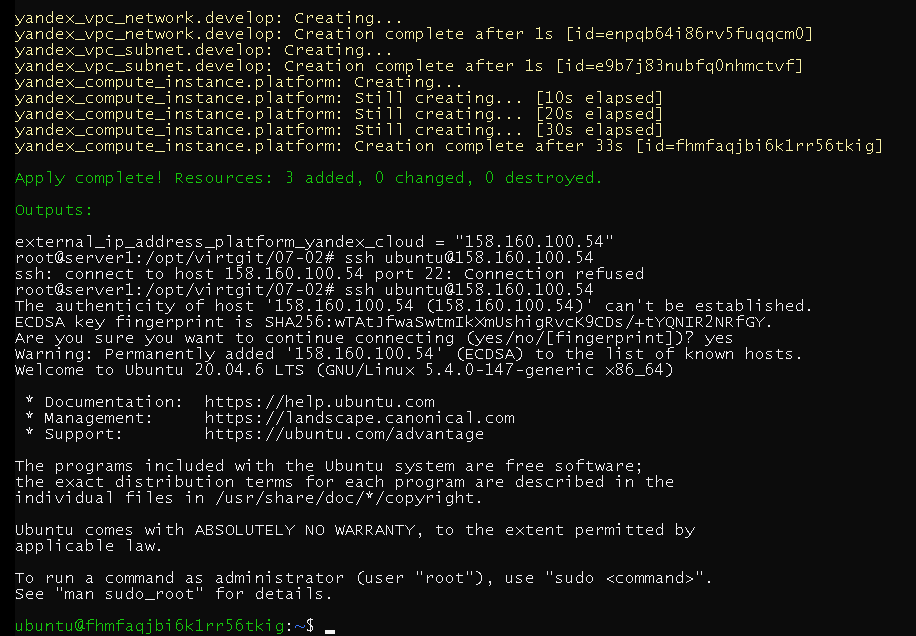 yandex_vpc_network.develop: Creating...
yandex_vpc_network.develop: Creation complete after 1s [id=enpqb64i86rv5fuqqcm0]
yandex_vpc_subnet.develop: Creating...
yandex_vpc_subnet.develop: Creation complete after 1s [id=e9b7j83nubfq0nhmctvf]
yandex_compute_instance.platform: Creating...
yandex_compute_instance.platform: Still creating... [10s elapsed]
yandex_compute_instance.platform: Still creating... [20s elapsed]
yandex_compute_instance.platform: Still creating... [30s elapsed]
yandex_compute_instance.platform: Creation complete after 33s [id=fhmfaqjbi6k1rr56tkig]
Apply complete! Resources: 3 added, 0 changed, 0 destroyed.
Outputs:
external_ip_address_platform_yandex_cloud = "158.160.100.54"
root@server1:/opt/virtgit/07-02# ssh ubuntu@158.160.100.54
ssh: connect to host 158.160.100.54 port 22: Connection refused
root@server1:/opt/virtgit/07-02# ssh ubuntu@158.160.100.54
The authenticity of host '158.160.100.54 (158.160.100.54)' can't be established.
ECDSA key fingerprint is SHA256:wTAtJfwaSwtmIkXmUshigRvcK9CDs/+tYQNIR2NRfGY.
Are you sure you want to continue connecting (yes/no/[fingerprint])? yes
Warning: Permanently added '158.160.100.54' (ECDSA) to the list of known hosts.
Welcome to Ubuntu 20.04.6 LTS (GNU/Linux 5.4.0-147-generic x86_64)
* Documentation:  https://help.ubuntu.com
* Management:     https://landscape.canonical.com
* Support:        https://ubuntu.com/advantage
The programs included with the Ubuntu system are free software;
the exact distribution terms for each program are described in the
individual files in /usr/share/doc/*/copyright.
Ubuntu comes with ABSOLUTELY NO WARRANTY, to the extent permitted by
applicable law.
To run a command as administrator (user "root"), use "sudo <command>".
See "man sudo_root" for details.
ubuntu@fhmfaqjbi6k1rr56tkig:~$